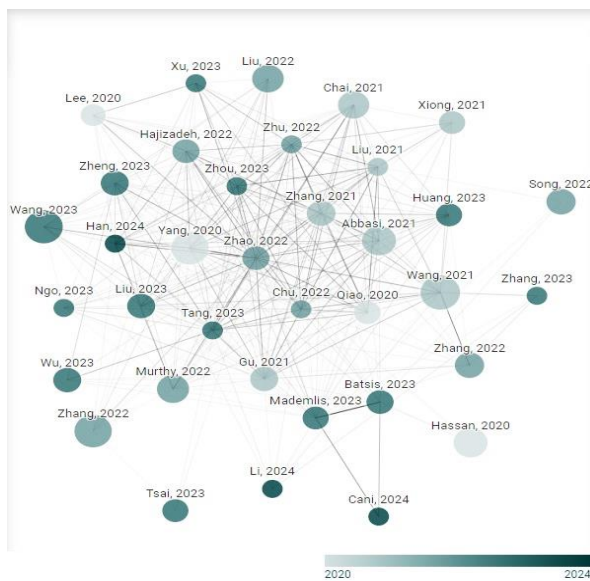 Xu, 2023
Liu, 2022
Lee, 2020
Chai, 2021
Xiong, 2021
Hajizadeh, 2022
Zhu, 2022
Liu, 2021
Zheng, 2023
Zhou, 2023
Zhang, 2021
Huang, 2023
Song, 2022
Wang, 2023
Han, 2024
Yang, 2020
Zhao, 2022
Abbasi, 2021
Wang, 2021
Zhang, 2023
Ngo, 2023
Liu, 2023
Chu, 2022
Qiao, 2020
Tang, 2023
Wu, 2023
Murthy, 2022
Gu, 2021
Zhang, 2022
Batsis, 2023
Mademlis, 2023
Zhang, 2022
Hassan, 2020
Li, 2024
Tsai, 2023
Cani, 2024
2020
2024